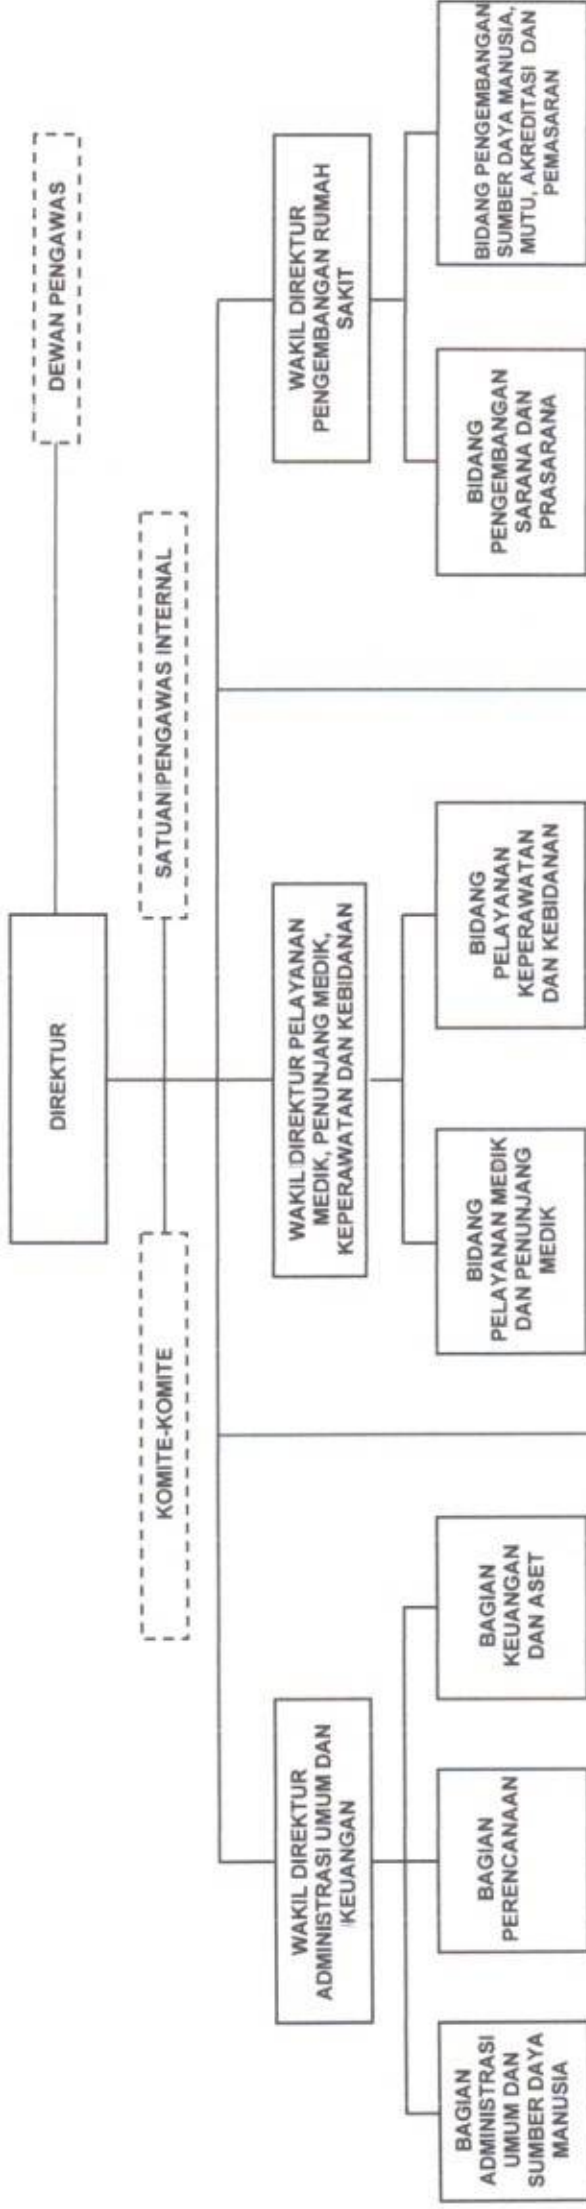 DIREKTUR
DEWAN PENGAWAS
KOMITE-KOMITE
SATUAN PENGAWAS INTERNAL
WAKIL DIREKTUR
ADMINISTRASI UMUM DAN
KEUANGAN
WAKIL DIREKTUR PELAYANAN
MEDIK, PENUNJANG MEDIK,
KEPERAWATAN DAN KEBIDANAN
WAKIL DIREKTUR
PENGEMBANGAN RUMAH
SAKIT
BAGIAN
ADMINISTRASI
UMUM DAN
SUMBER DAYA
MANUSIA
BAGIAN
PERENCANAAN
BAGIAN
KEUANGAN
DAN ASET
BIDANG
PELAYANAN MEDIK
DAN PENUNJANG
MEDIK
BIDANG
PELAYANAN
KEPERAWATAN
DAN KEBIDANAN
BIDANG
PENGEMBANGAN
SARANA DAN
PRASARANA
BIDANG PENGEMBANGAN
SUMBER DAYA MANUSIA,
MUTU, AKREDITASI DAN
PEMASARAN